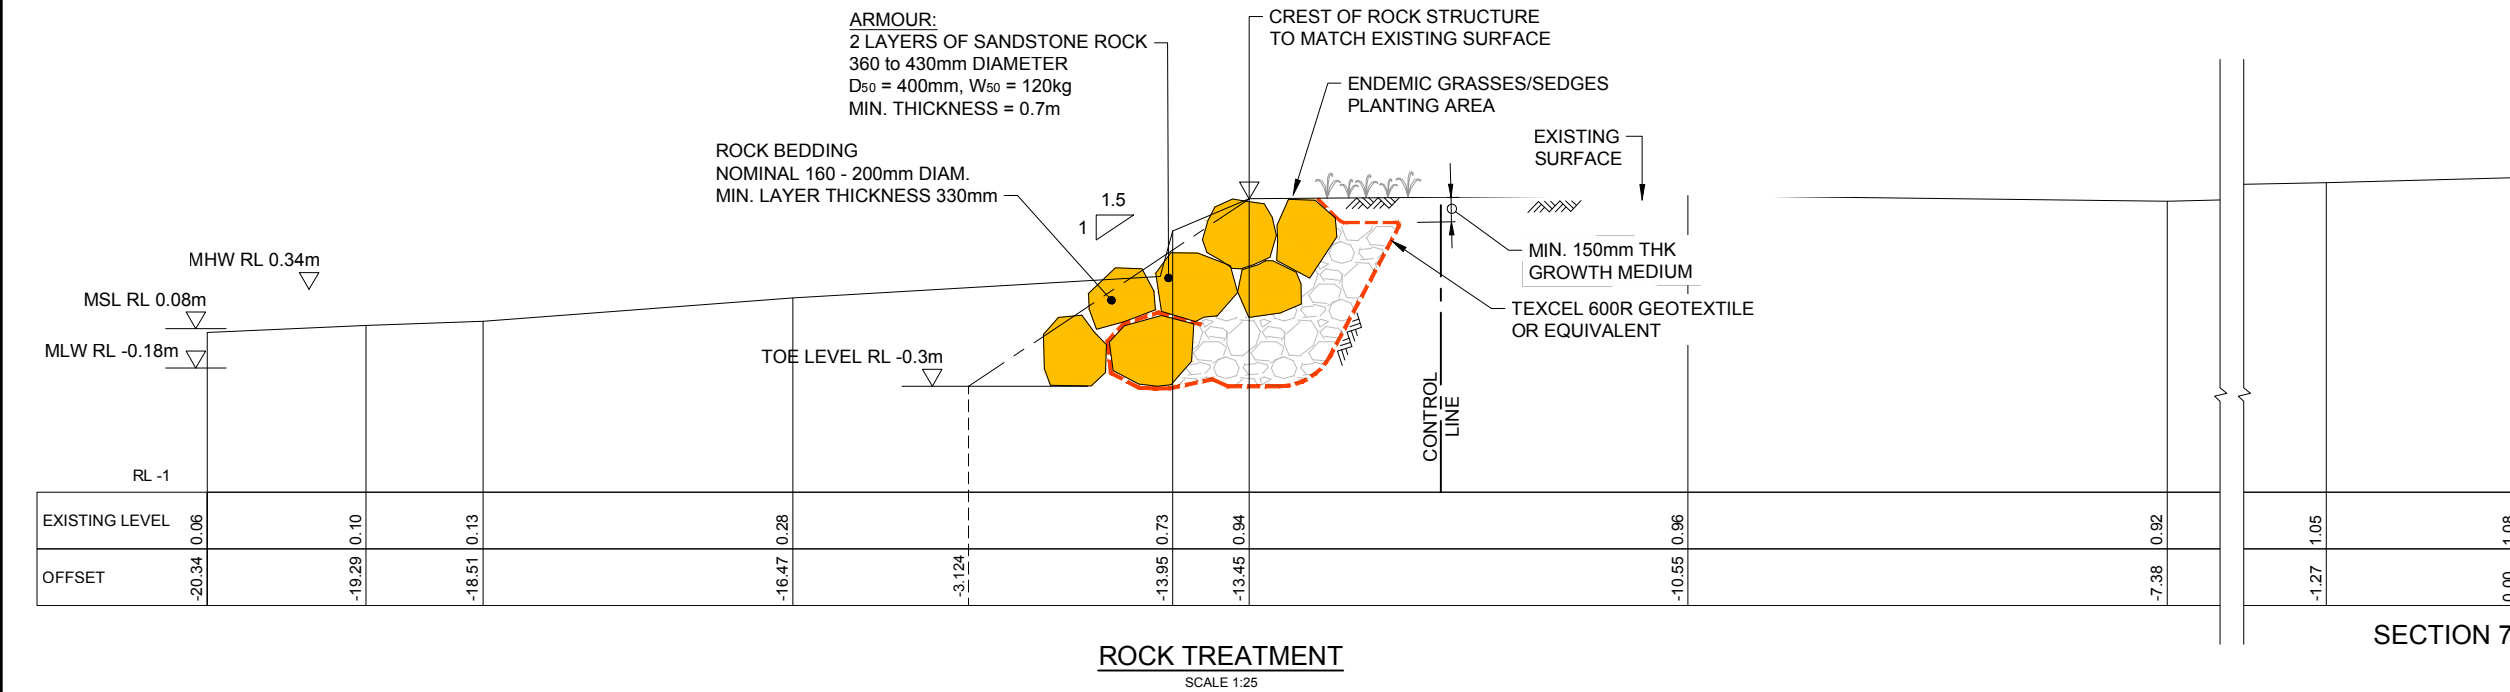 ARMOUR:
2 LAYERS OF SANDSTONE ROCK
360 to 430mm DIAMETER
D50 = 400mm, W50 = 120kg
MIN. THICKNESS = 0.7m
CREST OF ROCK STRUCTURE
TO MATCH EXISTING SURFACE
ENDEMIC GRASSES/SEDGES
PLANTING AREA
EXISTING
SURFACE
ROCK BEDDING
NOMINAL 160 - 200mm DIAM.
MIN. LAYER THICKNESS 330mm
1.5
1
MHW RL 0.34m
MSL RL 0.08m
MLW RL -0.18m
TOE LEVEL RL -0.3m
MIN. 150mm THK
GROWTH MEDIUM
TEXCEL 600R GEOTEXTILE
OR EQUIVALENT
CONTROL
LINE
RL -1
EXISTING LEVEL 0.06 0.10 0.13 0.28 0.73 0.94 0.96 0.92 1.05 1.08
OFFSET -20.34 -19.29 -18.51 -16.47 -3.124 -13.95 -13.45 -10.55 -7.38 -1.27 0.00
SECTION 7
ROCK TREATMENT
SCALE 1:25